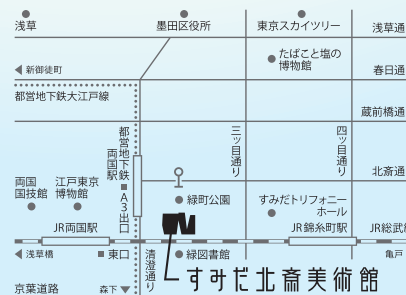 浅草
墨田区役所
東京スカイツリー
浅草通
たばこと塩の
博物館
新御徒町
春日通
都営地下鉄大江戸線
蔵前橋通
都営地下鉄
両国駅
A3出口
三ッ目通り
四ッ目通り
北斎通
両国
国技館
江戸東京
博物館
緑町公園
すみだトリフォニー
ホール
JR両国駅
JR錦糸町駅
JR総武
浅草橋
東口
清澄通り
緑図書館
亀戸
京葉道路
森下
すみだ北斎美術館